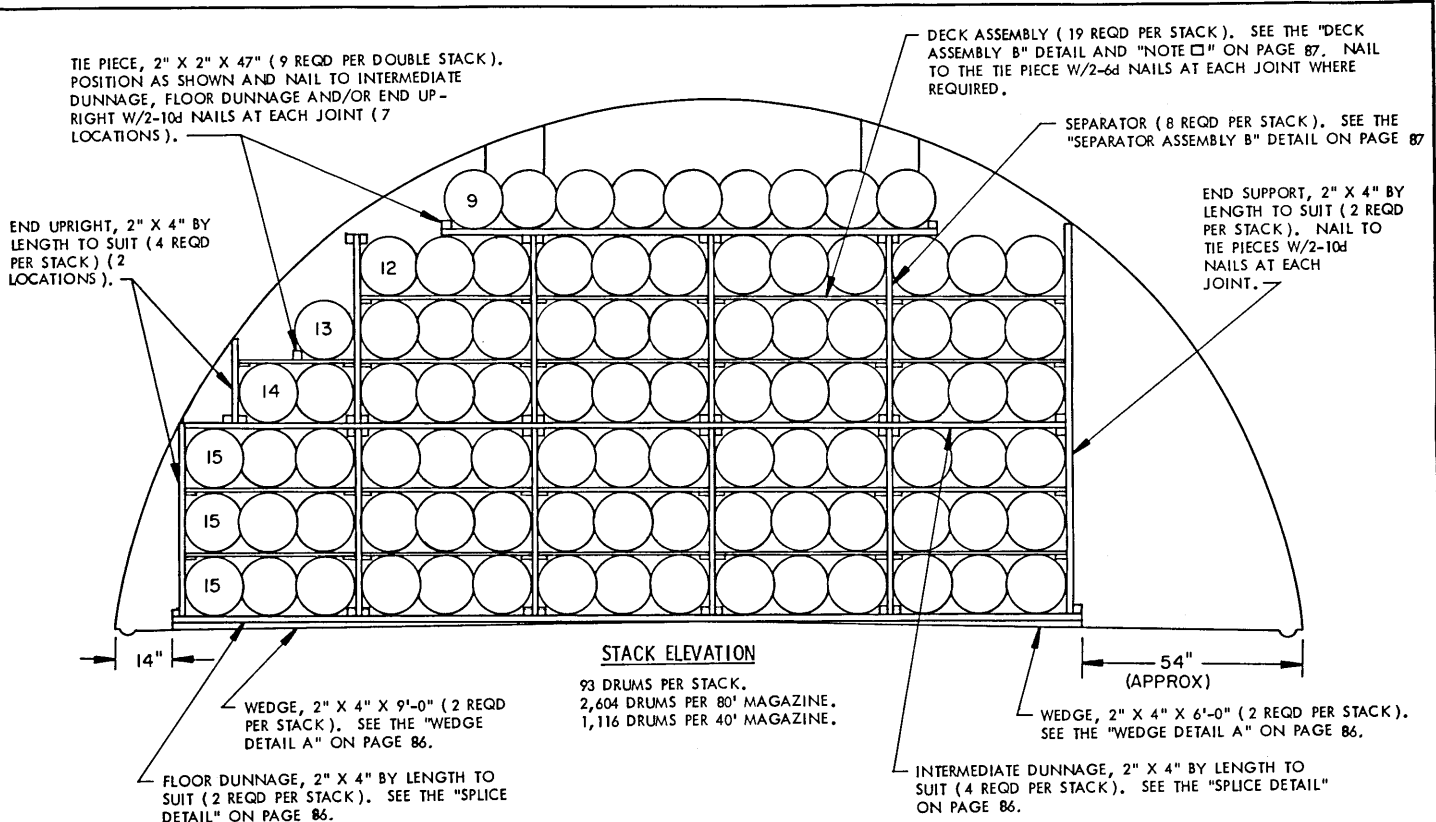 TIE PIECE, 2" X 2" X 47" (9 REQD PER DOUBLE STACK).
POSITION AS SHOWN AND NAIL TO INTERMEDIATE
DUNNAGE, FLOOR DUNNAGE AND/OR END UP-
RIGHT W/2-10d NAILS AT EACH JOINT (7
LOCATIONS).
DECK ASSEMBLY (19 REQD PER STACK). SEE THE "DECK
ASSEMBLY B" DETAIL AND "NOTE □" ON PAGE 87. NAIL
TO THE TIE PIECE W/2-6d NAILS AT EACH JOINT WHERE
REQUIRED.
SEPARATOR (8 REQD PER STACK). SEE THE
"SEPARATOR ASSEMBLY B" DETAIL ON PAGE 87
END UPRIGHT, 2" X 4" BY
LENGTH TO SUIT (4 REQD
PER STACK) (2
LOCATIONS).
END SUPPORT, 2" X 4" BY
LENGTH TO SUIT (2 REQD
PER STACK). NAIL TO
TIE PIECES W/2-10d
NAILS AT EACH
JOINT.
9
12
13
14
15
15
15
14"
54"
(APPROX)
STACK ELEVATION
93 DRUMS PER STACK.
2,604 DRUMS PER 80' MAGAZINE.
1,116 DRUMS PER 40' MAGAZINE.
WEDGE, 2" X 4" X 9'-0" (2 REQD
PER STACK). SEE THE "WEDGE
DETAIL A" ON PAGE 86.
WEDGE, 2" X 4" X 6'-0" (2 REQD PER STACK).
SEE THE "WEDGE DETAIL A" ON PAGE 86.
FLOOR DUNNAGE, 2" X 4" BY LENGTH TO
SUIT (2 REQD PER STACK). SEE THE "SPLICE
DETAIL" ON PAGE 86.
INTERMEDIATE DUNNAGE, 2" X 4" BY LENGTH TO
SUIT (4 REQD PER STACK). SEE THE "SPLICE DETAIL"
ON PAGE 86.